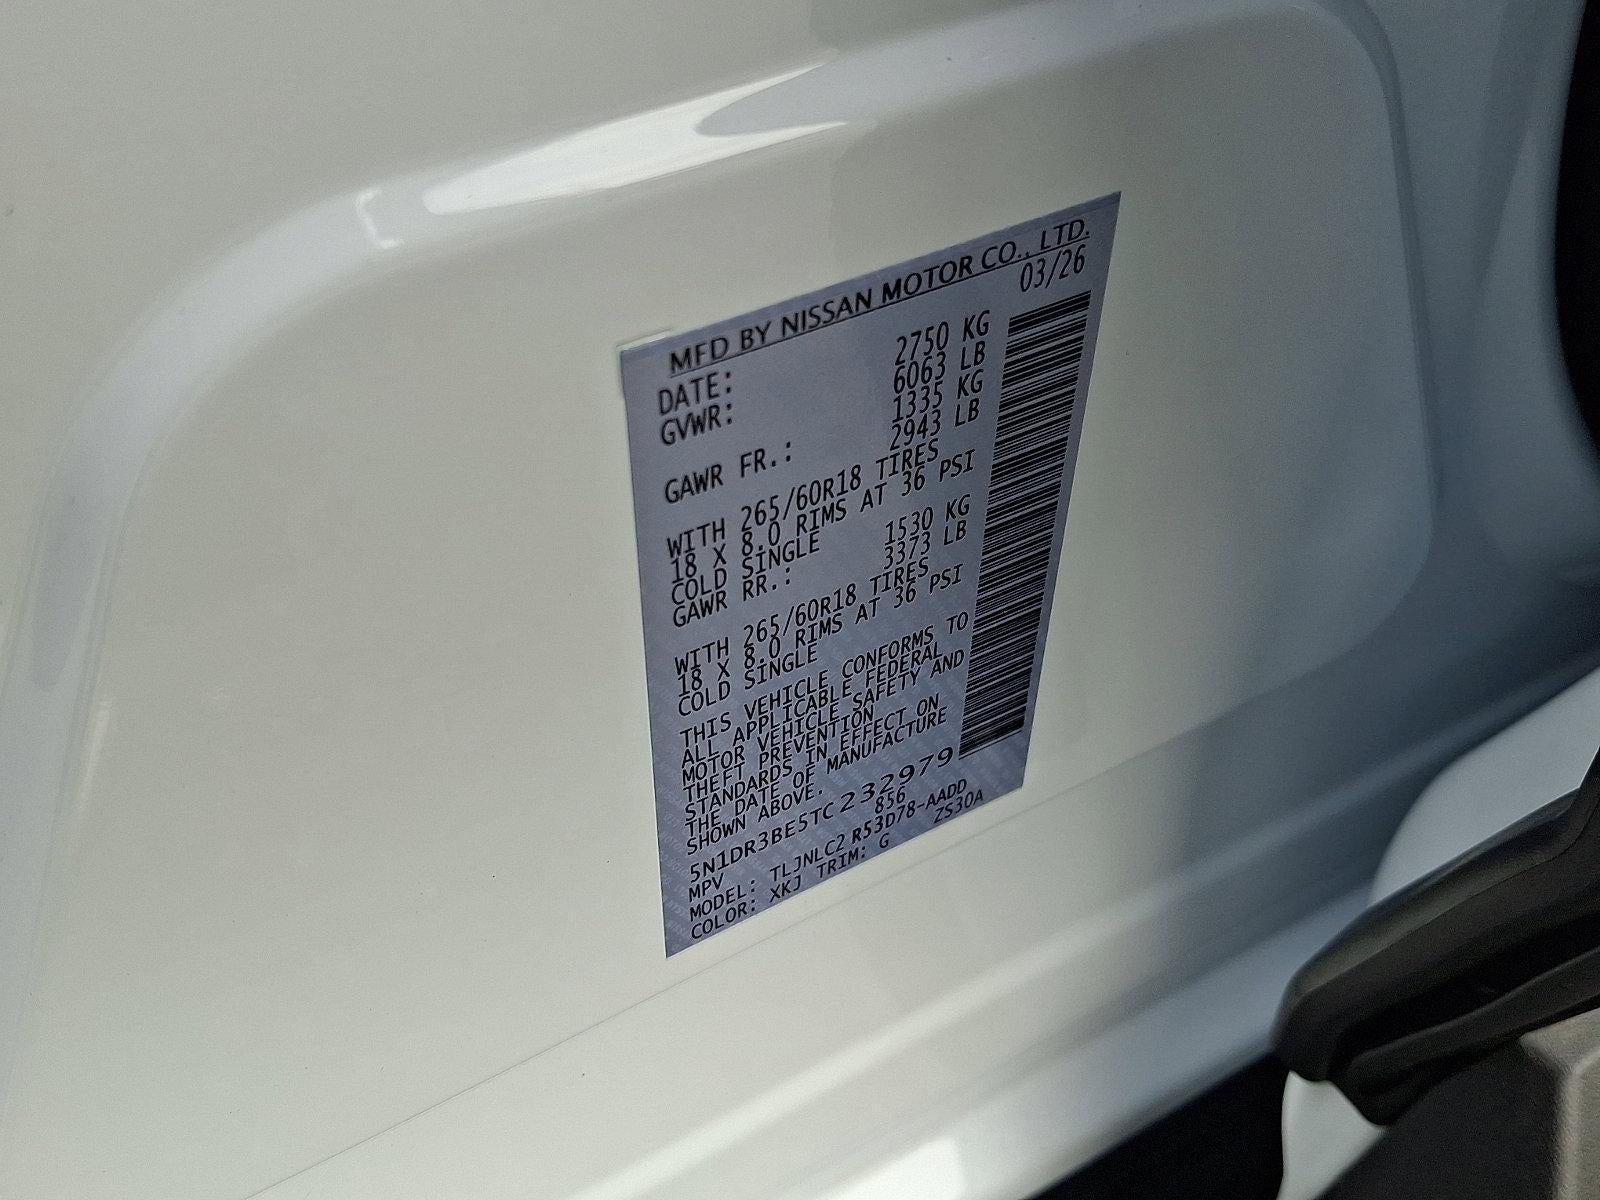 MFD BY NISSAN MOTOR CO., LTD.
DATE: 03/26
GVWR: 2750 KG
6063 LB
GAWR FR.: 1335 KG
2943 LB
WITH 265/60R18 TIRES
18 X 8.0 RIMS AT 36 PSI
COLD SINGLE
GAWR RR.: 1530 KG
3373 LB
WITH 265/60R18 TIRES
18 X 8.0 RIMS AT 36 PSI
COLD SINGLE
THIS VEHICLE CONFORMS TO
ALL APPLICABLE FEDERAL
MOTOR VEHICLE SAFETY AND
THEFT PREVENTION
STANDARDS IN EFFECT ON
THE DATE OF MANUFACTURE
SHOWN ABOVE.
5N1DR3BE5TC232979
MPV 856
MODEL: TLJNLC2 R53D78-AADD
COLOR: XKJ TRIM: G ZS30A